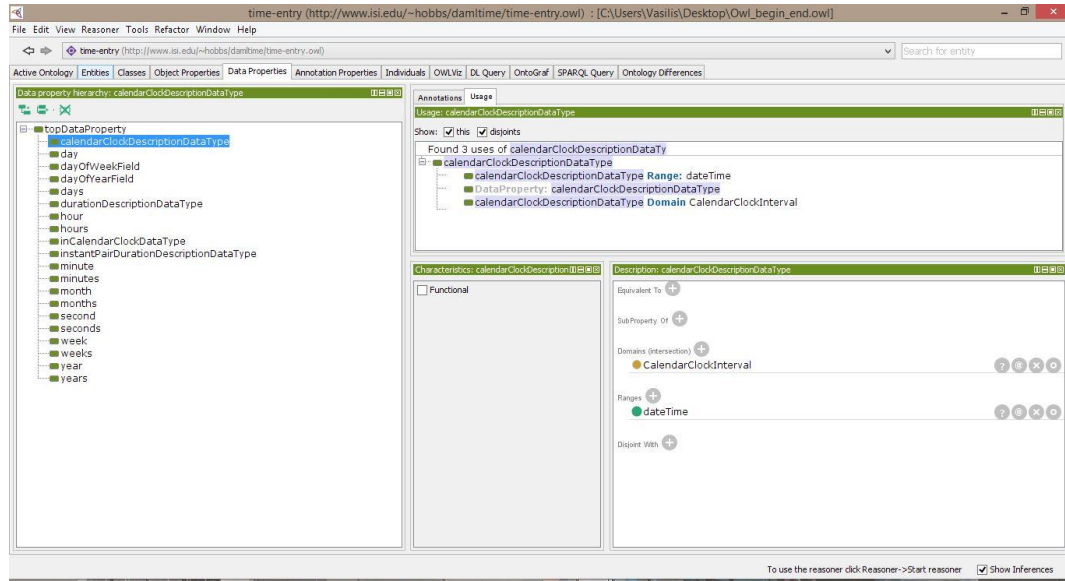 time-entry (http://www.isi.edu/~hobbs/damltime/time-entry.owl) : [C:\Users\Vasilis\Desktop\Owl_begin_end.owl]
File Edit View Reasoner Tools Refactor Window Help
time-entry (http://www.isi.edu/~hobbs/damltime/time-entry.owl)
Search for entity
Active Ontology Entities Classes Object Properties Data Properties Annotation Properties Individuals OWLViz DL Query OntoGraf SPARQL Query Ontology Differences
Data property hierarchy: calendarClockDescriptionDataType
topDataProperty
calendarClockDescriptionDataType
day
dayOfWeekField
dayOfYearField
days
durationDescriptionDataType
hour
hours
inCalendarClockDataType
instantPairDurationDescriptionDataType
minute
minutes
month
months
second
seconds
week
weeks
year
years
Annotations Usage
Usage: calendarClockDescriptionDataType
Show: this disjoints
Found 3 uses of calendarClockDescriptionDataTy
calendarClockDescriptionDataType
calendarClockDescriptionDataType Range: dateTime
DataProperty: calendarClockDescriptionDataType
calendarClockDescriptionDataType Domain CalendarClockInterval
Characteristics: calendarClockDescription
Functional
Description: calendarClockDescriptionDataType
Equivalent To
SubProperty Of
Domains (intersection)
CalendarClockInterval
Ranges
dateTime
Disjoint With
To use the reasoner click Reasoner->Start reasoner Show Inferences